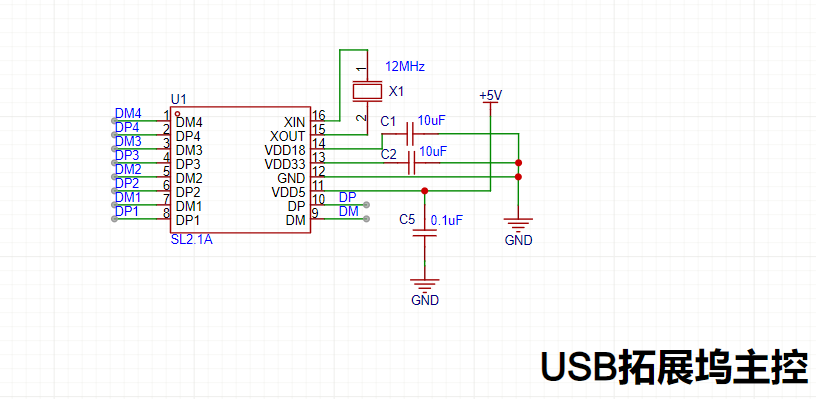 12MHz
1
X1
2
U1
+5V
DM4 1 DM4 XIN 16
DP4 2 DP4 XOUT 15
DM3 3 DM3 VDD18 14
DP3 4 DP3 VDD33 13
DM2 5 DM2 GND 12
DP2 6 DP2 VDD5 11
DM1 7 DM1 DP 10 DP
DP1 8 DP1 DM 9 DM
SL2.1A
C1 10uF
C2 10uF
C5 0.1uF
GND
GND
USB拓展坞主控